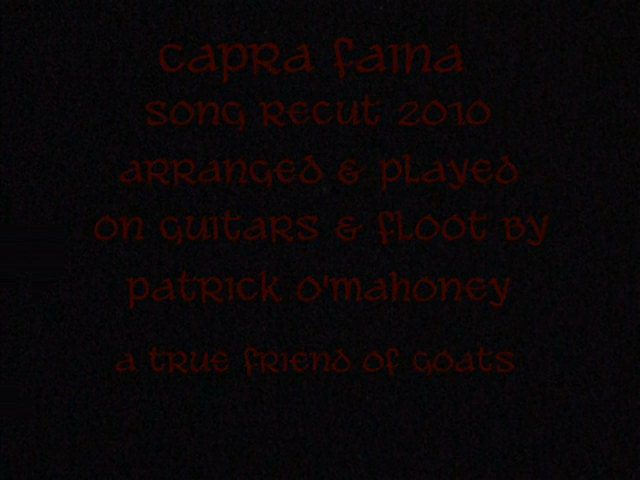 Capra faina
song recut 2010
arranged & played
on guitars & floot by
patrick o'mahoney
a true friend of goats